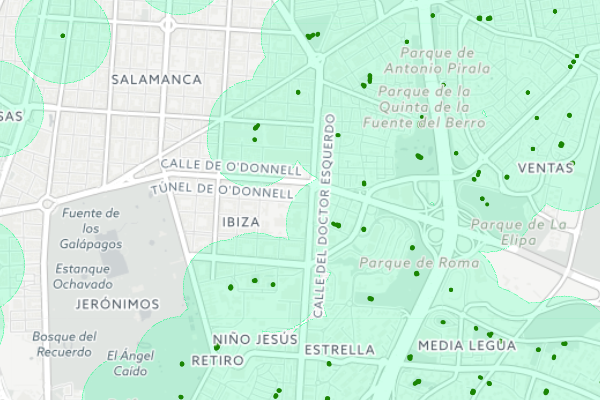 Parque de
Antonio Pirala
SALAMANCA
Parque de la
Quinta de la
Fuente del Berro
SAS
CALLE DE O'DONNELL
VENTAS
TÚNEL DE O'DONNELL
CALLE DEL DOCTOR ESQUERDO
Fuente de
los
Galápagos
IBIZA
Parque de La
Elipa
Estanque
Ochavado
Parque de Roma
JERÓNIMOS
Bosque del
Recuerdo
NIÑO JESÚS
El Ángel
Caído
RETIRO
ESTRELLA
MEDIA LEGUA